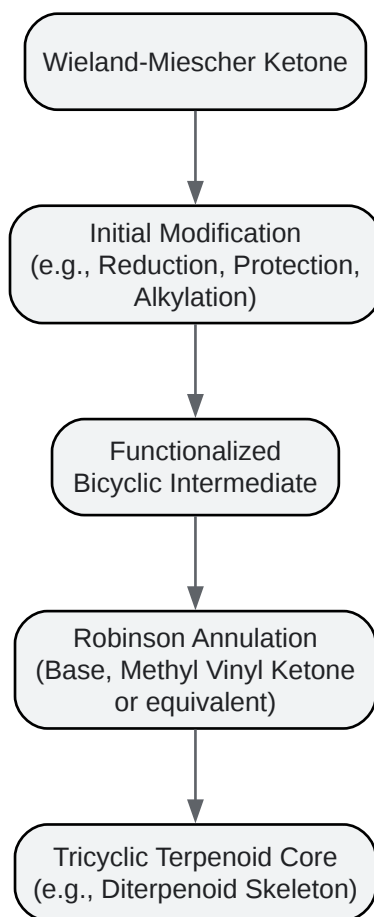 Wieland-Miescher Ketone
Initial Modification
(e.g., Reduction, Protection,
Alkylation)
Functionalized
Bicyclic Intermediate
Robinson Annulation
(Base, Methyl Vinyl Ketone
or equivalent)
Tricyclic Terpenoid Core
(e.g., Diterpenoid Skeleton)